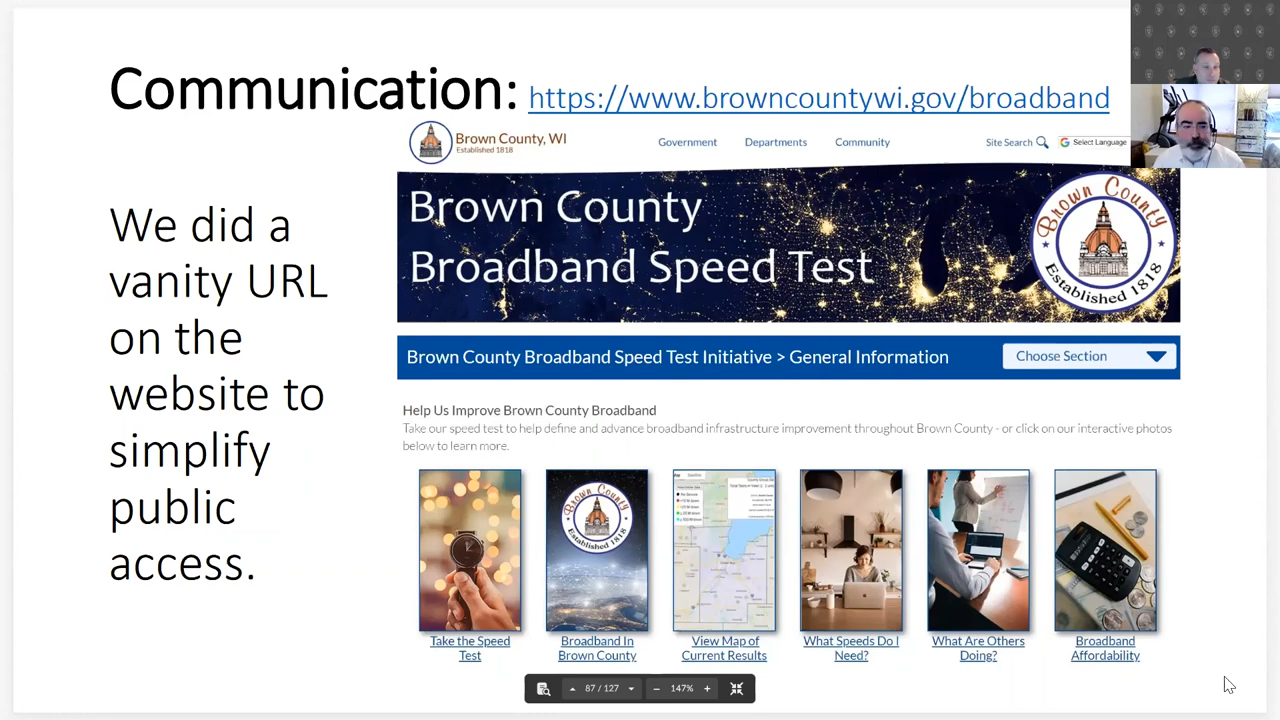 Communication: https://www.browncountywi.gov/broadband
Brown County, WI
Established 1818
Government
Departments
Community
Site Search
Select Language
We did a
vanity URL
on the
website to
simplify
public
access.
Brown County
Broadband Speed Test
Brown County
Established 1818
Brown County Broadband Speed Test Initiative > General Information
Choose Section
Help Us Improve Brown County Broadband
Take our speed test to help define and advance broadband infrastructure improvement throughout Brown County - or click on our interactive photos
below to learn more.
Brown County
Established 1818
Take the Speed
Test
Broadband In
Brown County
View Map of
Current Results
What Speeds Do I
Need?
What Are Others
Doing?
Broadband
Affordability
87 / 127
147%